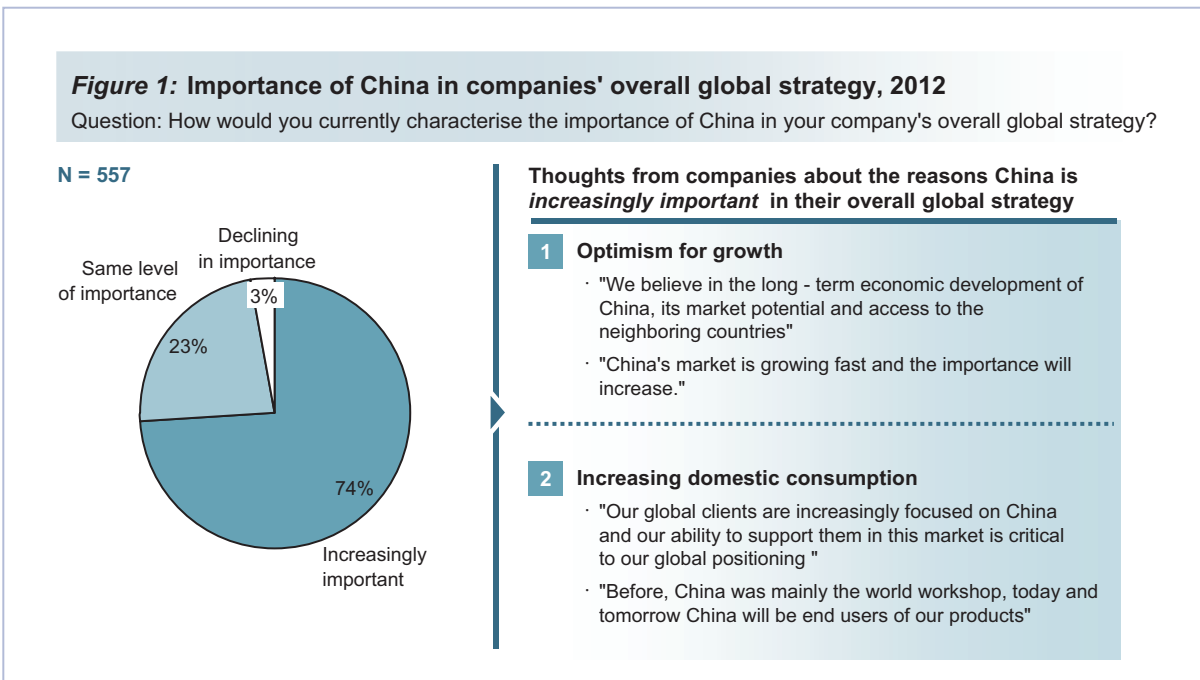 Figure 1: Importance of China in companies' overall global strategy, 2012
Question: How would you currently characterise the importance of China in your company's overall global strategy?
N = 557
Declining
in importance
Same level
of importance
3%
23%
74%
Increasingly
important
Thoughts from companies about the reasons China is
increasingly important in their overall global strategy
1 Optimism for growth
· "We believe in the long - term economic development of
China, its market potential and access to the
neighboring countries"
· "China's market is growing fast and the importance will
increase."
2 Increasing domestic consumption
· "Our global clients are increasingly focused on China
and our ability to support them in this market is critical
to our global positioning "
· "Before, China was mainly the world workshop, today and
tomorrow China will be end users of our products"